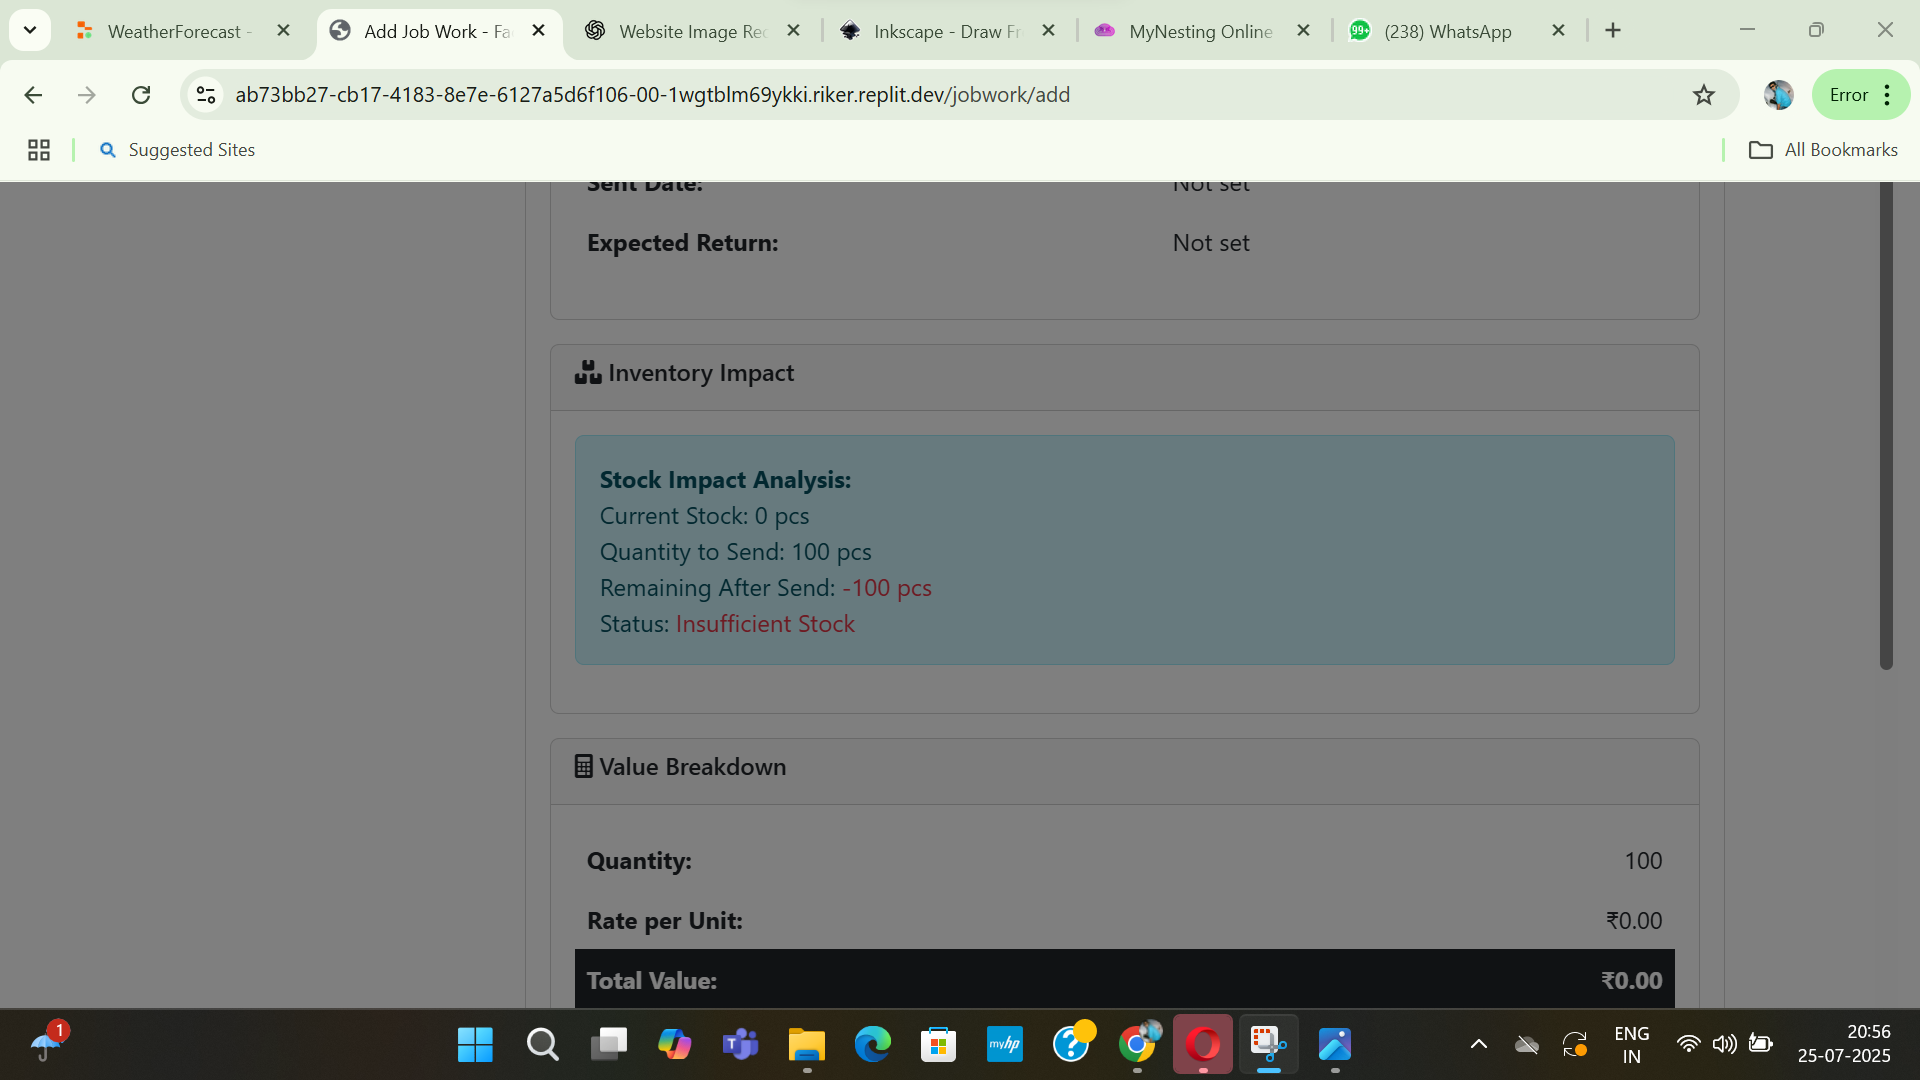 WeatherForecast -
Add Job Work - Fa
Website Image Rec
Inkscape - Draw Fr
MyNesting Online
99+
(238) WhatsApp
ab73bb27-cb17-4183-8e7e-6127a5d6f106-00-1wgtblm69ykki.riker.replit.dev/jobwork/add
Error
Suggested Sites
All Bookmarks
Sent Date: Not set
Expected Return: Not set
Inventory Impact
Stock Impact Analysis:
Current Stock: 0 pcs
Quantity to Send: 100 pcs
Remaining After Send: -100 pcs
Status: Insufficient Stock
Value Breakdown
Quantity: 100
Rate per Unit: ₹0.00
Total Value: ₹0.00
1
myhp
ENG
IN
20:56
25-07-2025